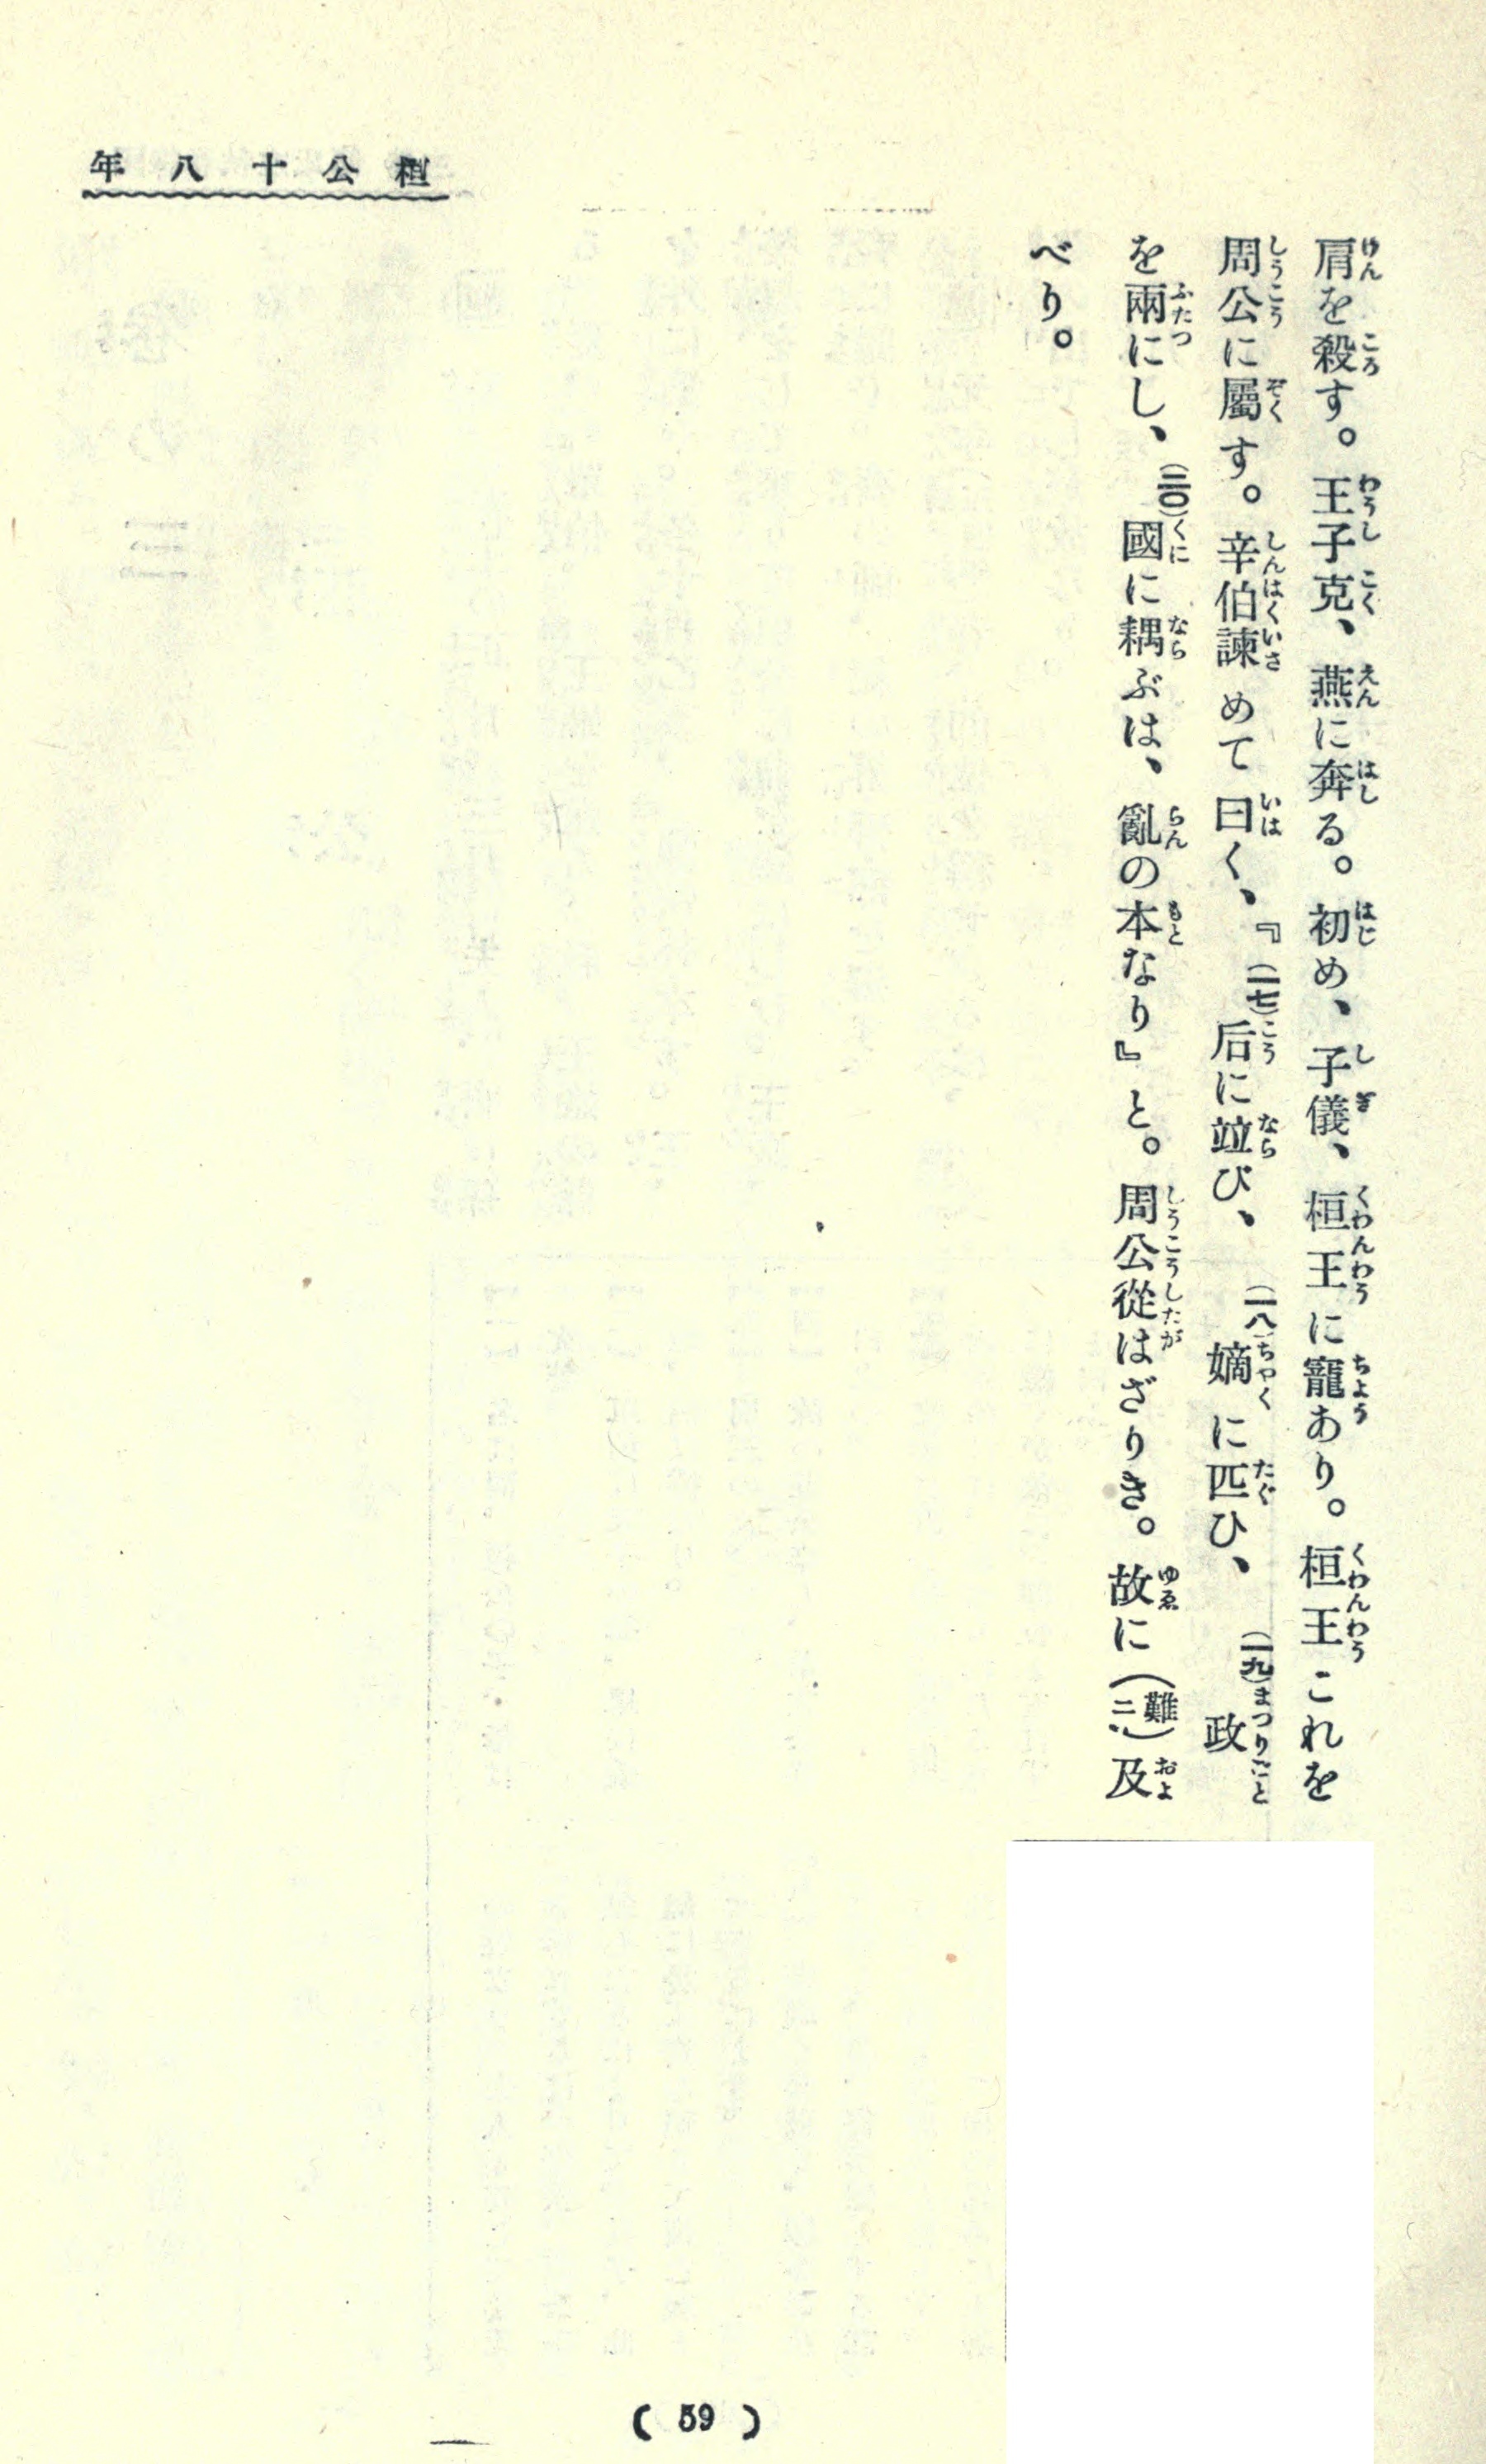 桓公十八年
肩を殺す。王子克、燕に奔る。初め、子儀、桓王に寵あり。桓王これを
周公に屬す。辛伯諫めて曰く、『(一七)后に竝び、(一八)嫡に匹ひ、(一九)政
を兩にし、(二〇)國に耦ぶは、亂の本なり』と。周公從はざりき。故に(難ニ)及
べり。
( 59 )